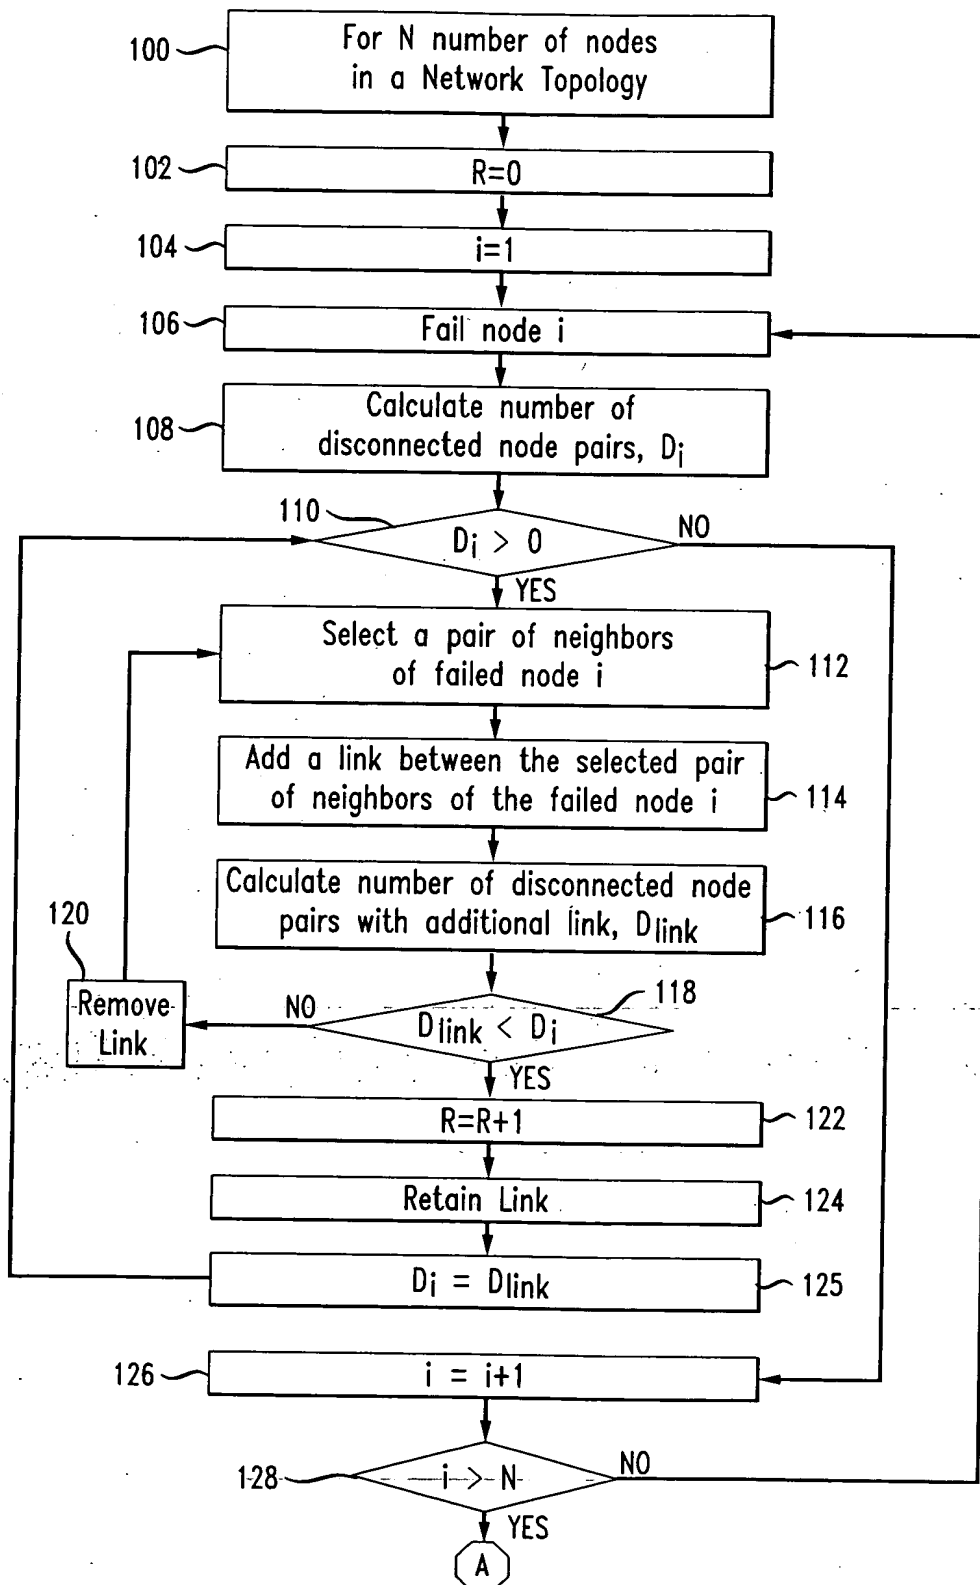 100
For N number of nodes
in a Network Topology
102
R=0
104
i=1
106
Fail node i
108
Calculate number of
disconnected node pairs, Di
110
Di > 0
NO
YES
Select a pair of neighbors
of failed node i
112
Add a link between the selected pair
of neighbors of the failed node i
114
Calculate number of disconnected node
pairs with additional link, Dlink
116
120
Remove
Link
118
Dlink < Di
NO
YES
R=R+1
122
Retain Link
124
Di = Dlink
125
126
i = i+1
128
i > N
NO
YES
A